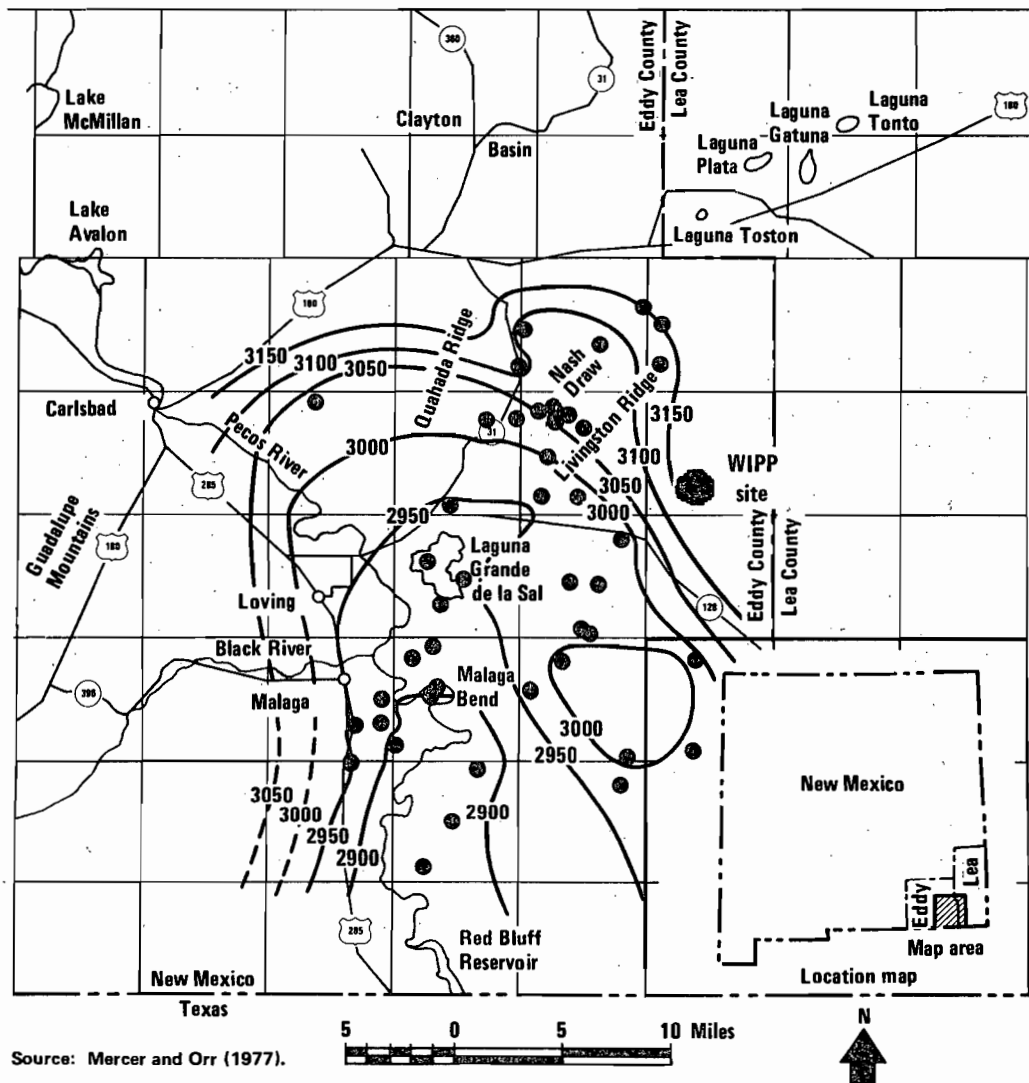 360
31
Eddy County
Lea County
180
Lake
McMillan
Clayton
Basin
Laguna
Tonto
Laguna
Gatuna
Laguna
Plata
Lake
Avalon
Laguna Toston
180
3150
3100
3050
Quahada Ridge
Nash
Draw
Livingston Ridge
Carlsbad
Pecos River
31
3150
3000
3100
WIPP
site
285
3050
3000
2950
Guadalupe
Mountains
180
Laguna
Grande
de la Sal
Eddy County
Lea County
Loving
128
Black River
396
Malaga
Malaga
Bend
3000
2950
New Mexico
3050
3000
2950
2900
2900
Lea
Eddy
285
Red Bluff
Reservoir
Map area
New Mexico
Location map
Texas
N
5 0 5 10 Miles
Source: Mercer and Orr (1977).